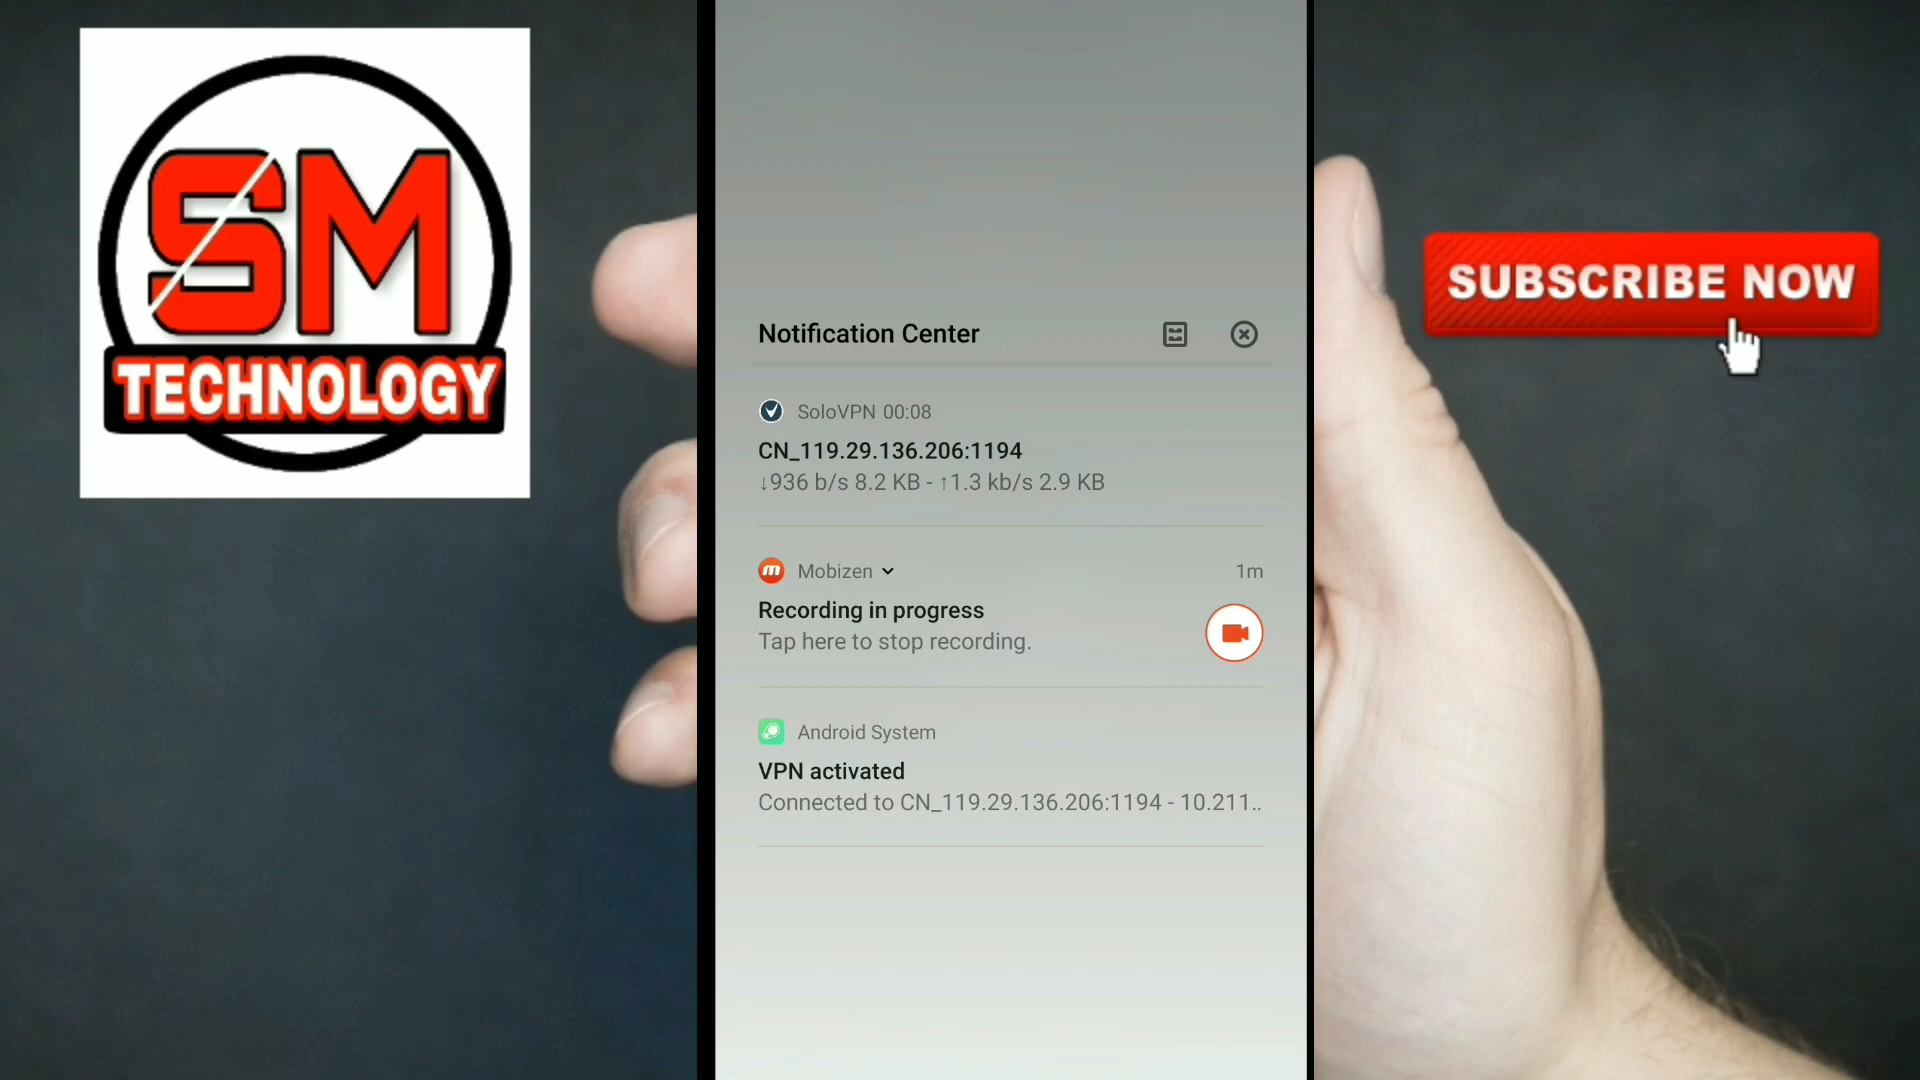 SM
TECHNOLOGY
SUBSCRIBE NOW
Notification Center
SoloVPN 00:08
CN_119.29.136.206:1194
↓936 b/s 8.2 KB - ↑1.3 kb/s 2.9 KB
m Mobizen 1m
Recording in progress
Tap here to stop recording.
Android System
VPN activated
Connected to CN_119.29.136.206:1194 - 10.211..